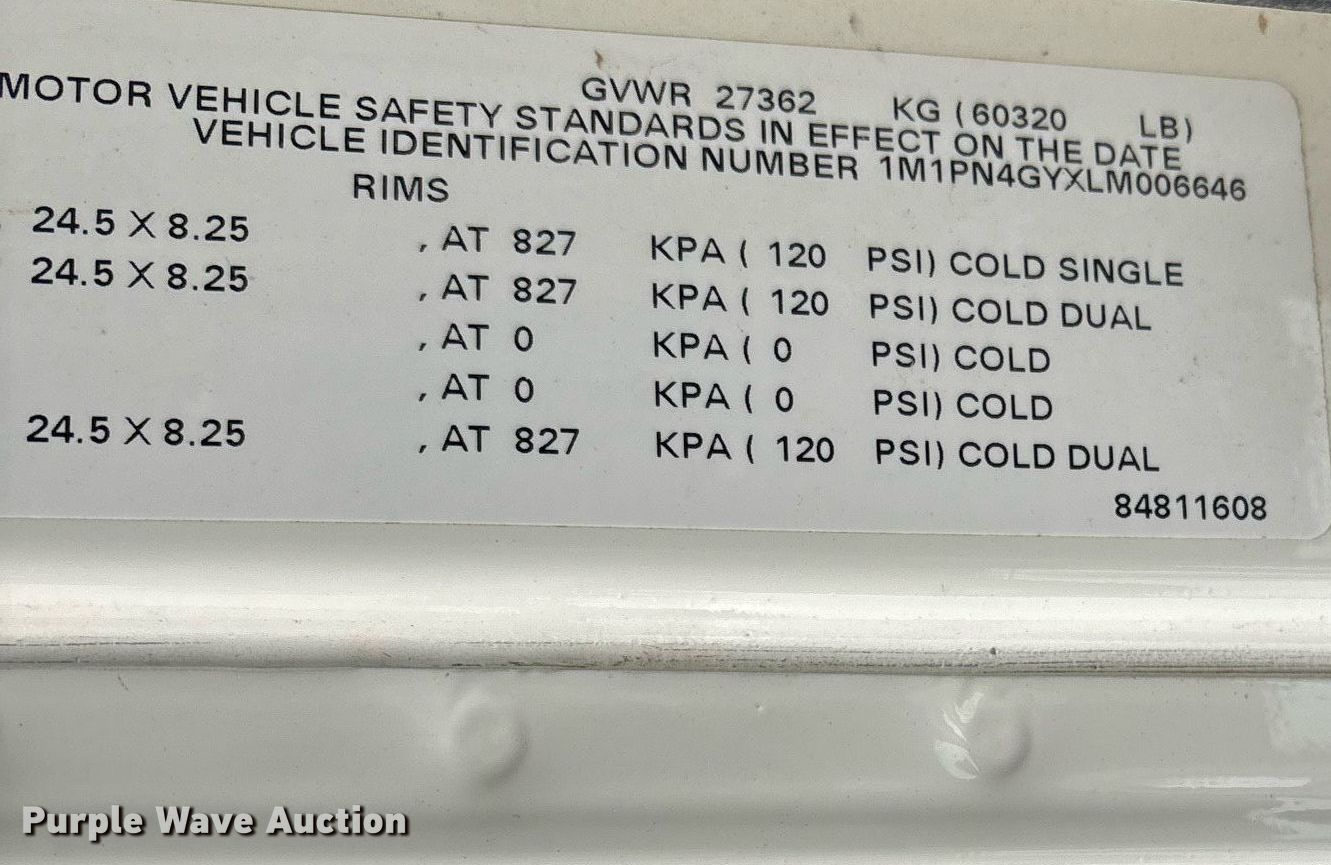 GVWR 27362 KG ( 60320 LB)
MOTOR VEHICLE SAFETY STANDARDS IN EFFECT ON THE DATE
VEHICLE IDENTIFICATION NUMBER 1M1PN4GYXLM006646
RIMS
24.5 X 8.25 , AT 827 KPA ( 120 PSI) COLD SINGLE
24.5 X 8.25 , AT 827 KPA ( 120 PSI) COLD DUAL
, AT 0 KPA ( 0 PSI) COLD
, AT 0 KPA ( 0 PSI) COLD
24.5 X 8.25 , AT 827 KPA ( 120 PSI) COLD DUAL
84811608
Purple Wave Auction